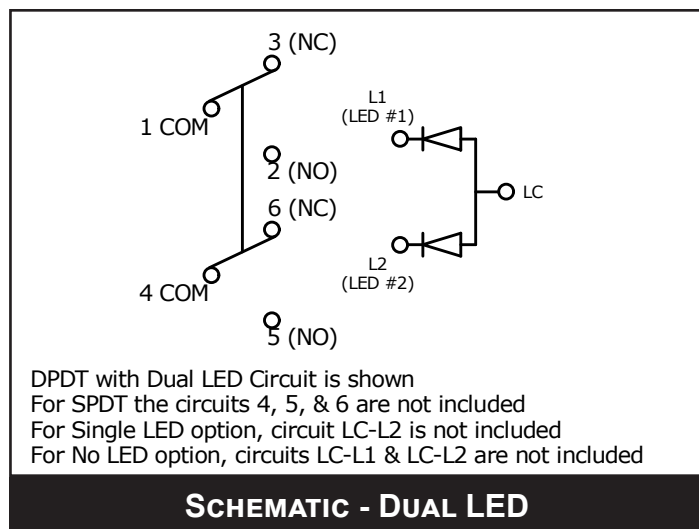 3 (NC)
1 COM
2 (NO)
6 (NC)
4 COM
5 (NO)
L1
(LED #1)
LC
L2
(LED #2)
DPDT with Dual LED Circuit is shown
For SPDT the circuits 4, 5, & 6 are not included
For Single LED option, circuit LC-L2 is not included
For No LED option, circuits LC-L1 & LC-L2 are not included
SCHEMATIC - DUAL LED